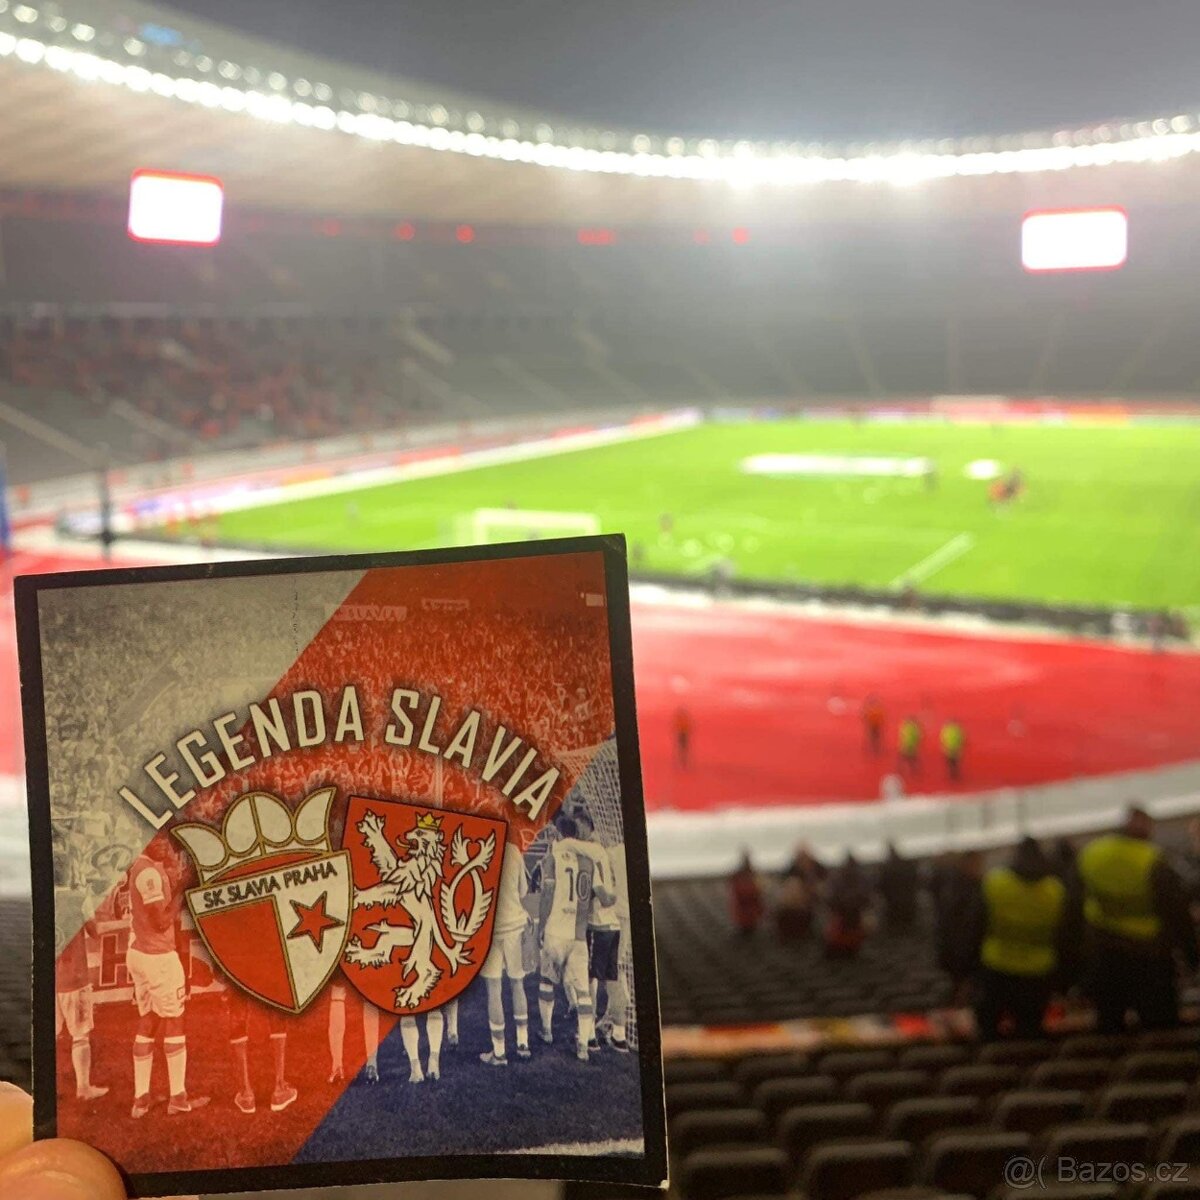 LEGENDA SLAVIA
SK SLAVIA PRAHA
10
@( Bazos.cz